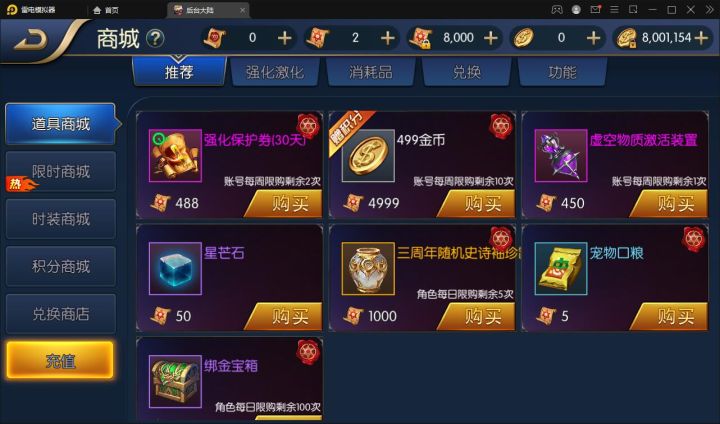 雷电模拟器
首页
后台大陆
商城
?
0
2
8,000
0
8,001,154
推荐
强化激化
消耗品
兑换
功能
道具商城
限时商城
热
时装商城
积分商城
兑换商店
充值
强化保护券(30天)
账号每周限购剩余2次
488
购买
赠积分
499金币
账号每周限购剩余10次
4999
购买
虚空物质激活装置
账号每周限购剩余1次
450
购买
星芒石
50
购买
三周年随机史诗袖珍
角色每日限购剩余5次
1000
购买
宠物口粮
5
购买
绑金宝箱
角色每日限购剩余100次